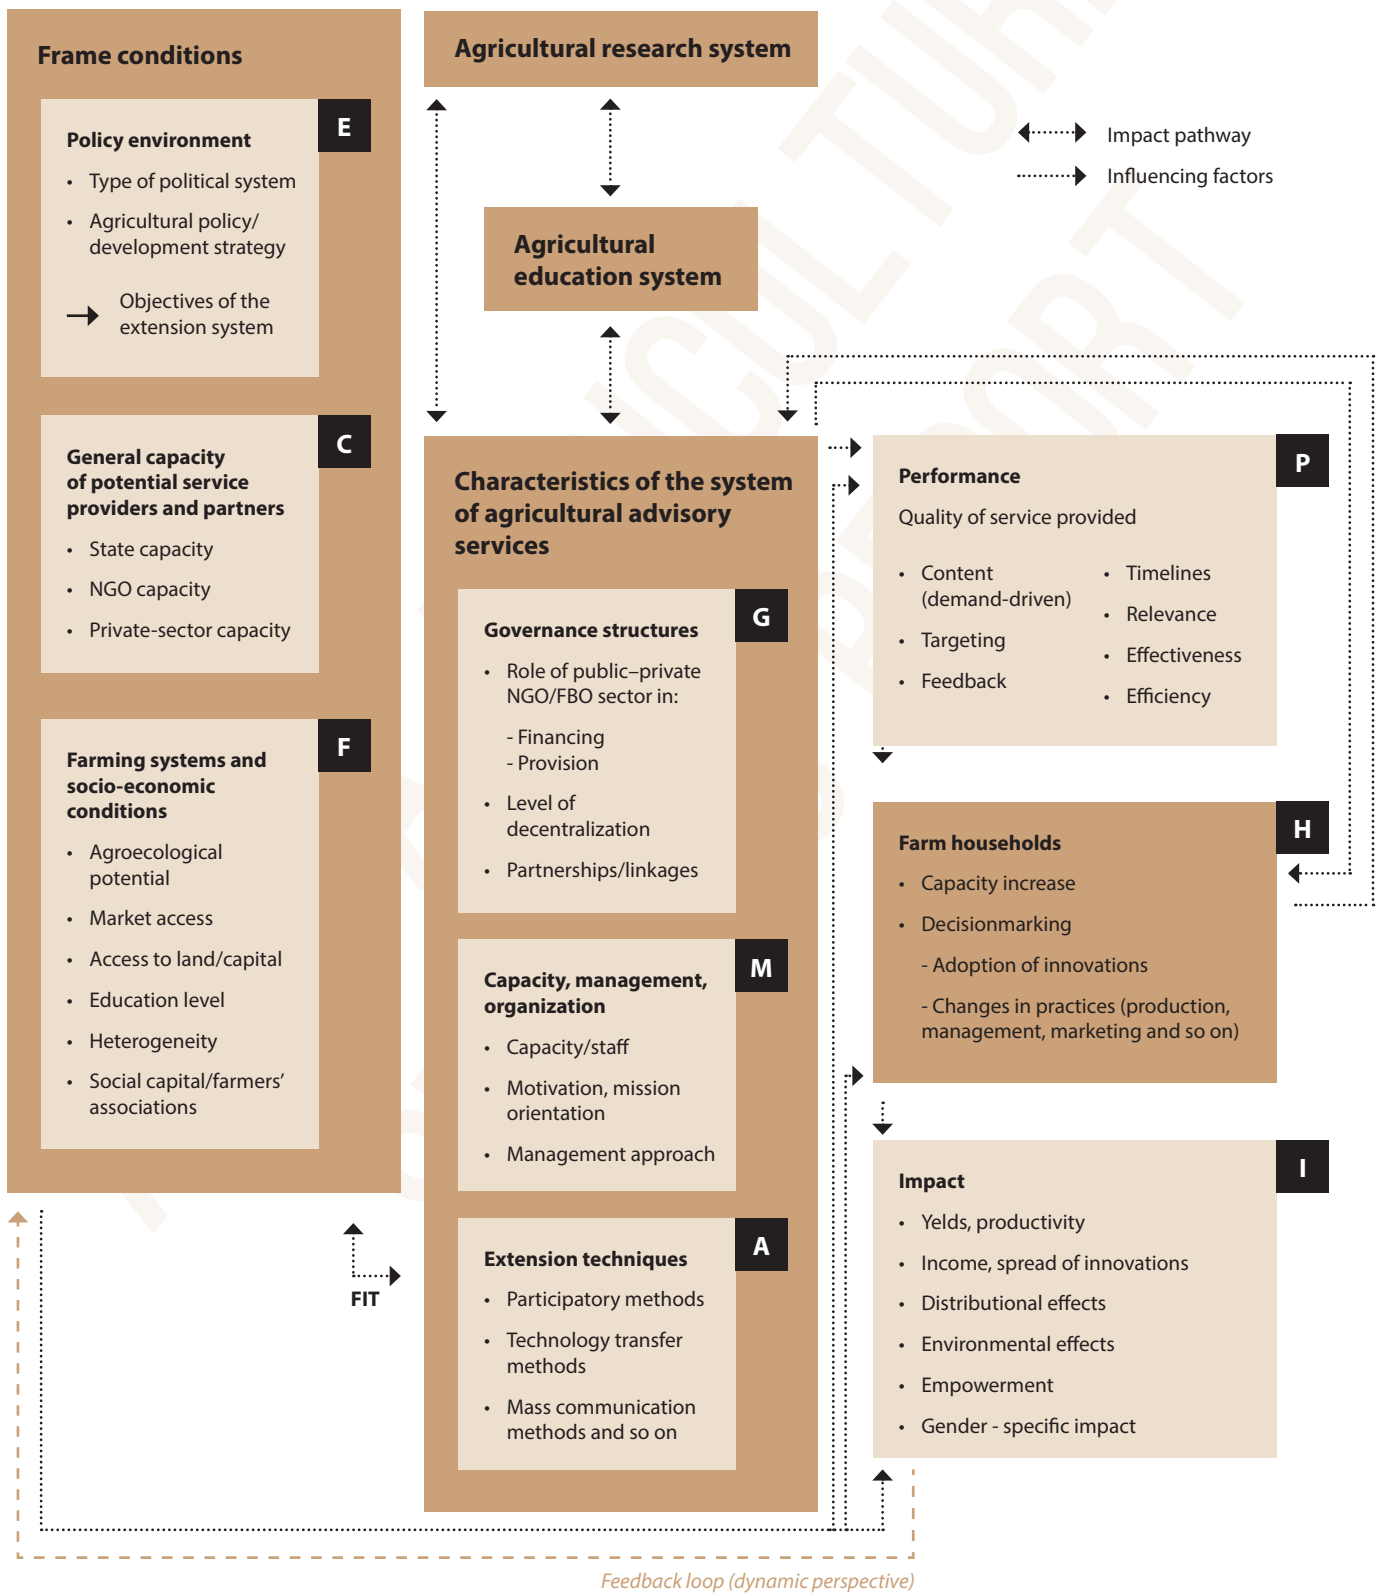 Frame conditions
E
Policy environment
• Type of political system
• Agricultural policy/
development strategy
Objectives of the
extension system
C
General capacity
of potential service
providers and partners
• State capacity
• NGO capacity
• Private-sector capacity
F
Farming systems and
socio-economic
conditions
• Agroecological
potential
• Market access
• Access to land/capital
• Education level
• Heterogeneity
• Social capital/farmers'
associations
FIT
Agricultural research system
Agricultural
education system
Impact pathway
Influencing factors
Characteristics of the system
of agricultural advisory
services
G
Governance structures
• Role of public–private
NGO/FBO sector in:
- Financing
- Provision
• Level of
decentralization
• Partnerships/linkages
M
Capacity, management,
organization
• Capacity/staff
• Motivation, mission
orientation
• Management approach
A
Extension techniques
• Participatory methods
• Technology transfer
methods
• Mass communication
methods and so on
P
Performance
Quality of service provided
• Content
(demand-driven)
• Targeting
• Feedback
• Timelines
• Relevance
• Effectiveness
• Efficiency
H
Farm households
• Capacity increase
• Decisionmarking
- Adoption of innovations
- Changes in practices (production,
management, marketing and so on)
I
Impact
• Yelds, productivity
• Income, spread of innovations
• Distributional effects
• Environmental effects
• Empowerment
• Gender - specific impact
Feedback loop (dynamic perspective)